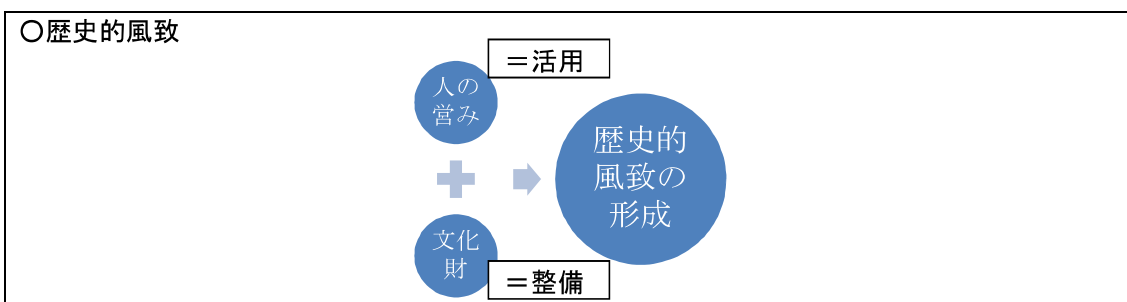 〇歴史的風致
＝活用
人の
営み
歴史的
風致の
形成
文化
財
＝整備